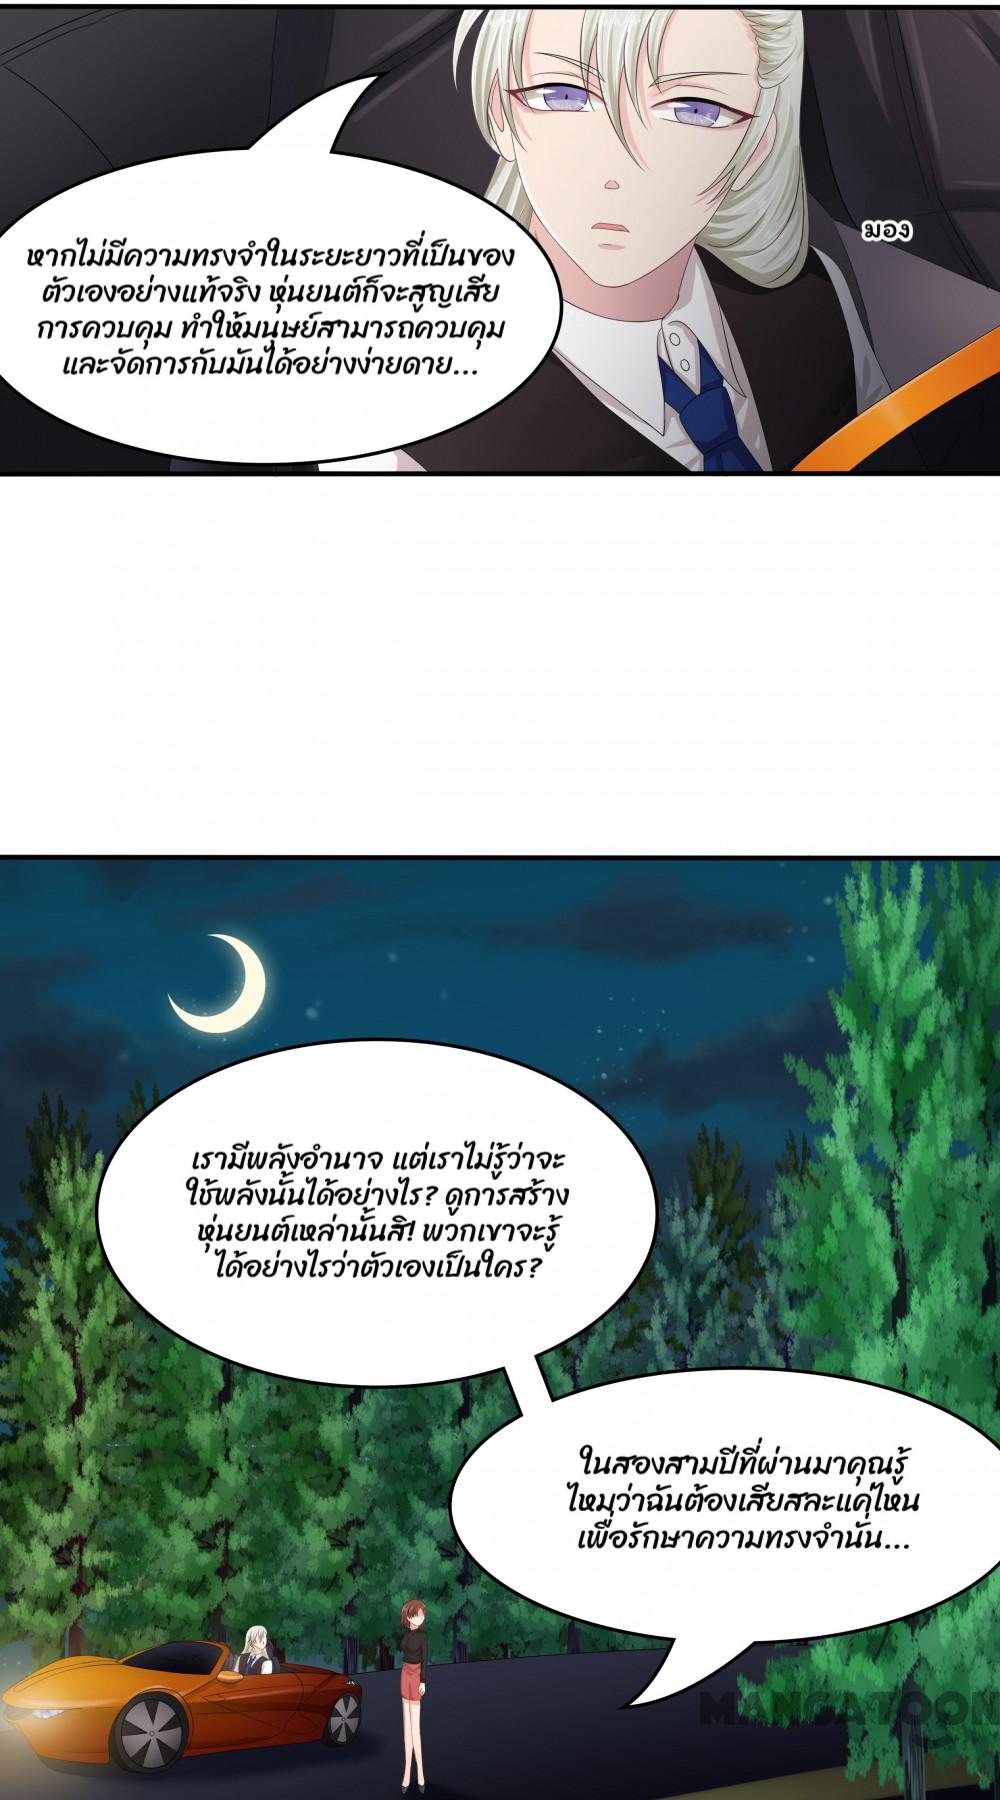 มอง
หากไม่มีความทรงจำในระยะยาวที่เป็นของ
ตัวเองอย่างแท้จริง หุ่นยนต์ก็จะสูญเสีย
การควบคุม ทำให้มนุษย์สามารถควบคุม
และจัดการกับมันได้อย่างง่ายดาย...
เรามีพลังอำนาจ แต่เราไม่รู้ว่าจะ
ใช้พลังนั้นได้อย่างไร? ดูการสร้าง
หุ่นยนต์เหล่านั้นสิ! พวกเขาจะรู้
ได้อย่างไรว่าตัวเองเป็นใคร?
ในสองสามปีที่ผ่านมาคุณรู้
ไหมว่าฉันต้องเสียสละแค่ไหน
เพื่อรักษาความทรงจำนั่น...
MANGATOON